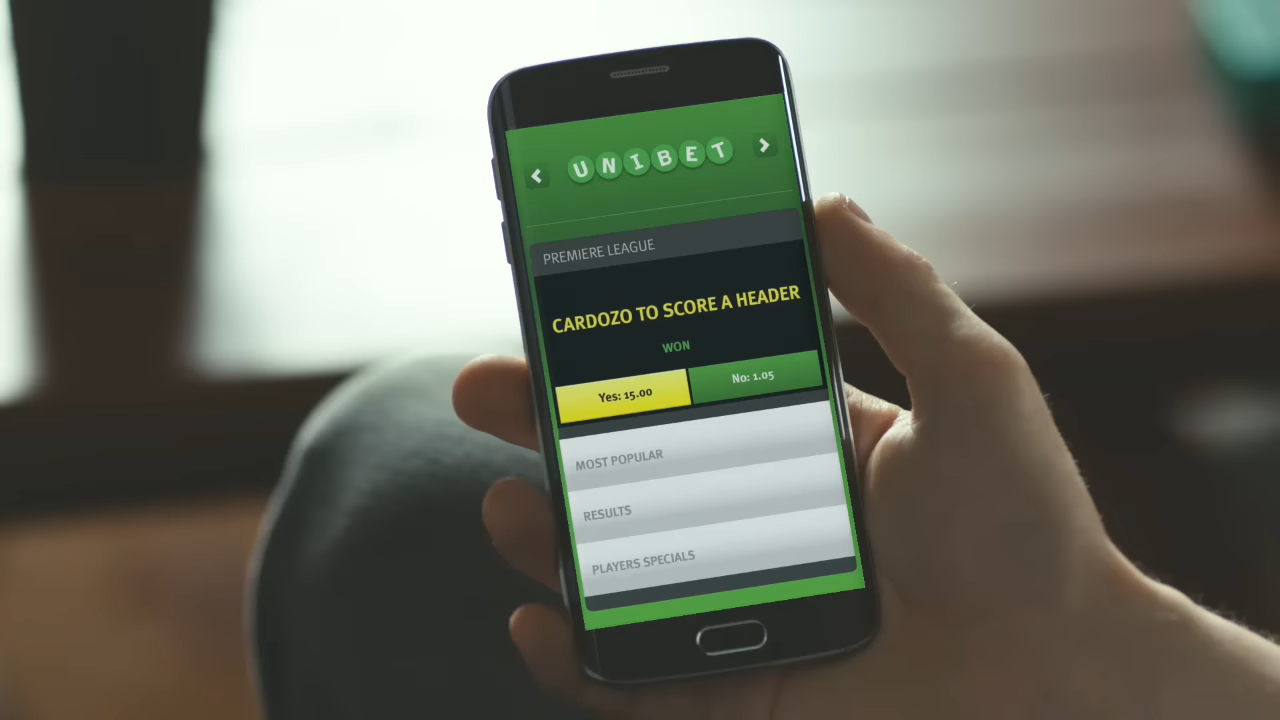 UNIBET
PREMIERE LEAGUE
CARDOZO TO SCORE A HEADER
WON
Yes: 15.00
No: 1.05
MOST POPULAR
RESULTS
PLAYERS SPECIALS